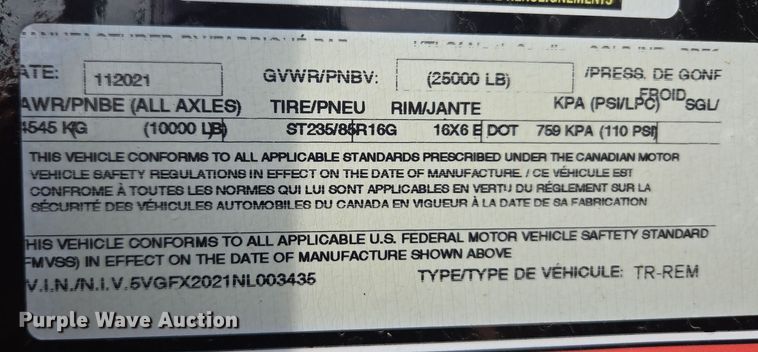 RENSEIGNEMENTS
ATE: 112021 GVWR/PNBV: (25000 LB) /PRESS. DE GONF
FROID
AWR/PNBE (ALL AXLES) TIRE/PNEU RIM/JANTE KPA (PSI/LPC) SGL/
4545 KG (10000 LB) ST235/85R16G 16X6 E DOT 759 KPA (110 PSI)
THIS VEHICLE CONFORMS TO ALL APPLICABLE STANDARDS PRESCRIBED UNDER THE CANADIAN MOTOR
VEHICLE SAFETY REGULATIONS IN EFFECT ON THE DATE OF MANUFACTURE / CE VÉHICULE EST
CONFROME À TOUTES LES NORMES QUI LUI SONT APPLICABLES EN VERTU DU RÉGLEMENT SUR LA
SÉCURITÉ DES VÉHICULES AUTOMOBILES DU CANADA EN VIGUEUR À LA DATE DE SA FABRICATION
HIS VEHICLE CONFORMS TO ALL APPLICABLE U.S. FEDERAL MOTOR VEHICLE SAFTETY STANDARD
FMVSS) IN EFFECT ON THE DATE OF MANUFACTURE SHOWN ABOVE
V.I.N./N.I.V.5VGFX2021NL003435 TYPE/TYPE DE VÉHICULE: TR-REM
Purple Wave Auction